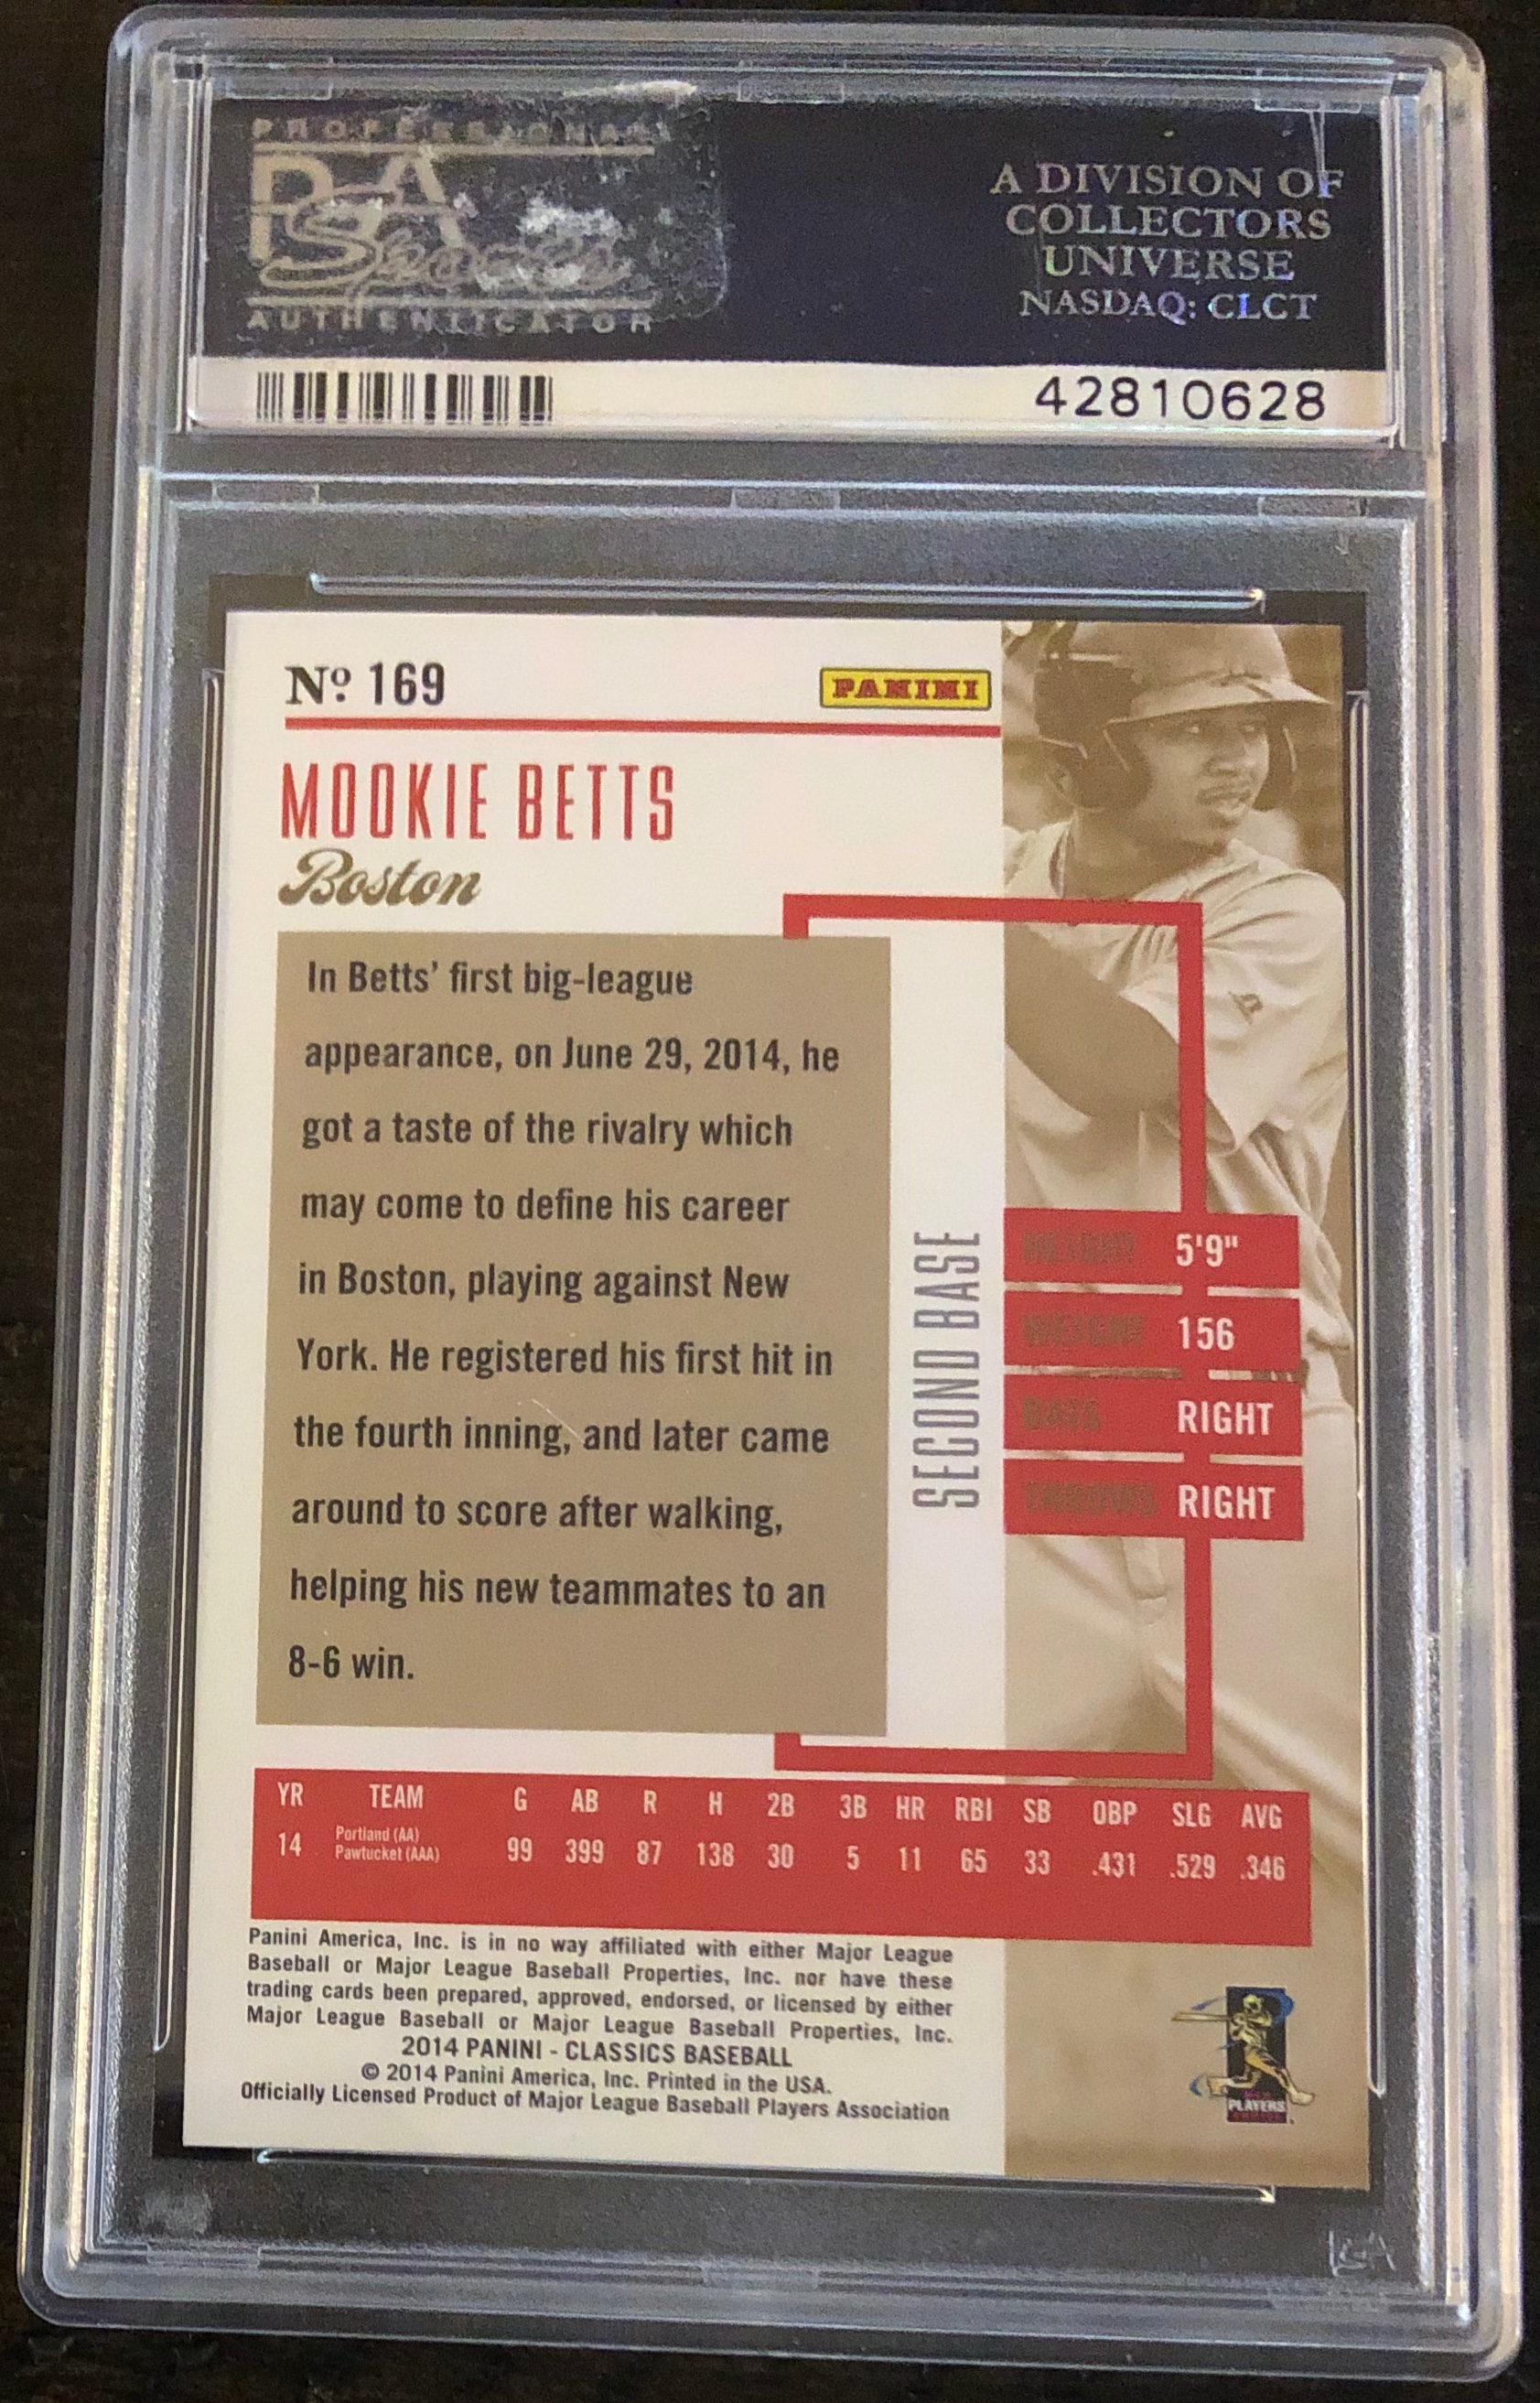 PROFESSIONAL
PSA
Sports
AUTHENTICATOR
A DIVISION OF
COLLECTORS
UNIVERSE
NASDAQ: CLCT
42810628
Nº 169
PANINI
MOOKIE BETTS
Boston
In Betts’ first big-league
appearance, on June 29, 2014, he
got a taste of the rivalry which
may come to define his career
in Boston, playing against New
York. He registered his first hit in
the fourth inning, and later came
around to score after walking,
helping his new teammates to an
8-6 win.
SECOND BASE
HEIGHT 5'9"
WEIGHT 156
BATS RIGHT
THROWS RIGHT
YR TEAM G AB R H 2B 3B HR RBI SB OBP SLG AVG
14 Portland (AA) 99 399 87 138 30 5 11 65 33 .431 .529 .346
Pawtucket (AAA)
Panini America, Inc. is in no way affiliated with either Major League
Baseball or Major League Baseball Properties, Inc. nor have these
trading cards been prepared, approved, endorsed, or licensed by either
Major League Baseball or Major League Baseball Properties, Inc.
2014 PANINI - CLASSICS BASEBALL
© 2014 Panini America, Inc. Printed in the USA.
Officially Licensed Product of Major League Baseball Players Association
PLAYERS